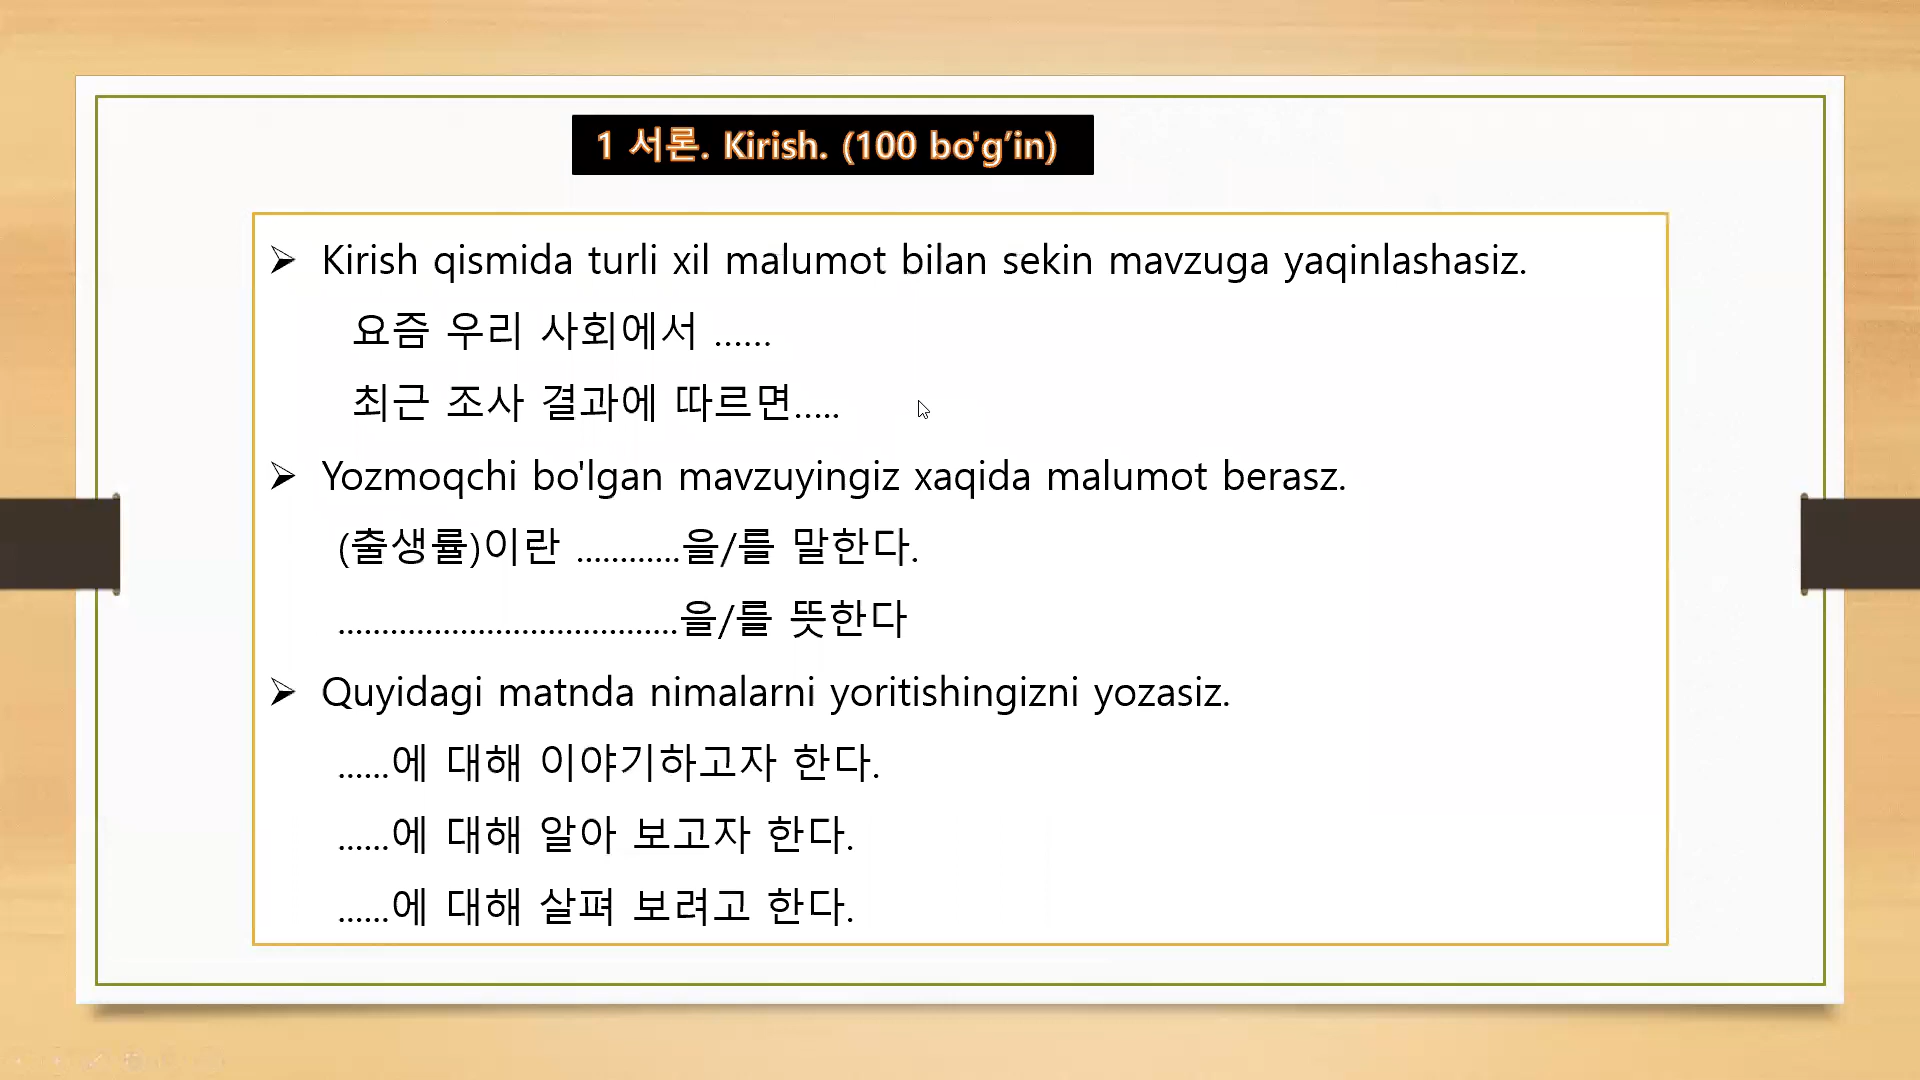 1 서론. Kirish. (100 bo'g’in)
➢ Kirish qismida turli xil malumot bilan sekin mavzuga yaqinlashasiz.
요즘 우리 사회에서 ......
최근 조사 결과에 따르면.....
➢ Yozmoqchi bo'lgan mavzuyingiz xaqida malumot berasz.
(출생률)이란 ............을/를 말한다.
.......................................을/를 뜻한다
➢ Quyidagi matnda nimalarni yoritishingizni yozasiz.
......에 대해 이야기하고자 한다.
......에 대해 알아 보고자 한다.
......에 대해 살펴 보려고 한다.